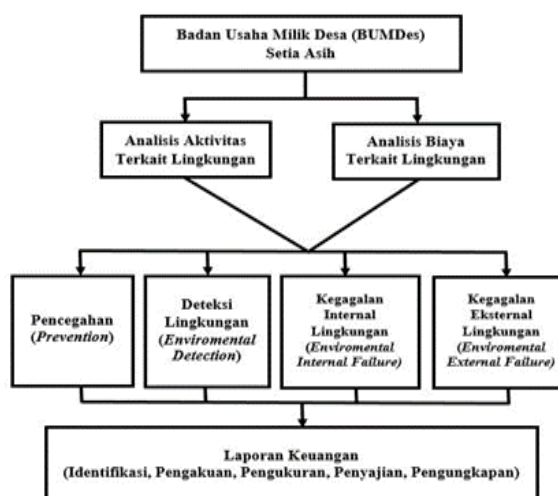 Badan Usaha Milik Desa (BUMDes)
Setia Asih
Analisis Aktivitas
Terkait Lingkungan
Analisis Biaya
Terkait Lingkungan
Pencegahan
(Prevention)
Deteksi
Lingkungan
(Enviromental
Detection)
Kegagalan
Internal
Lingkungan
(Enviromental
Internal Failure)
Kegagalan
Eksternal
Lingkungan
(Enviromental
External Failure)
Laporan Keuangan
(Identifikasi, Pengakuan, Pengukuran, Penyajian, Pengungkapan)